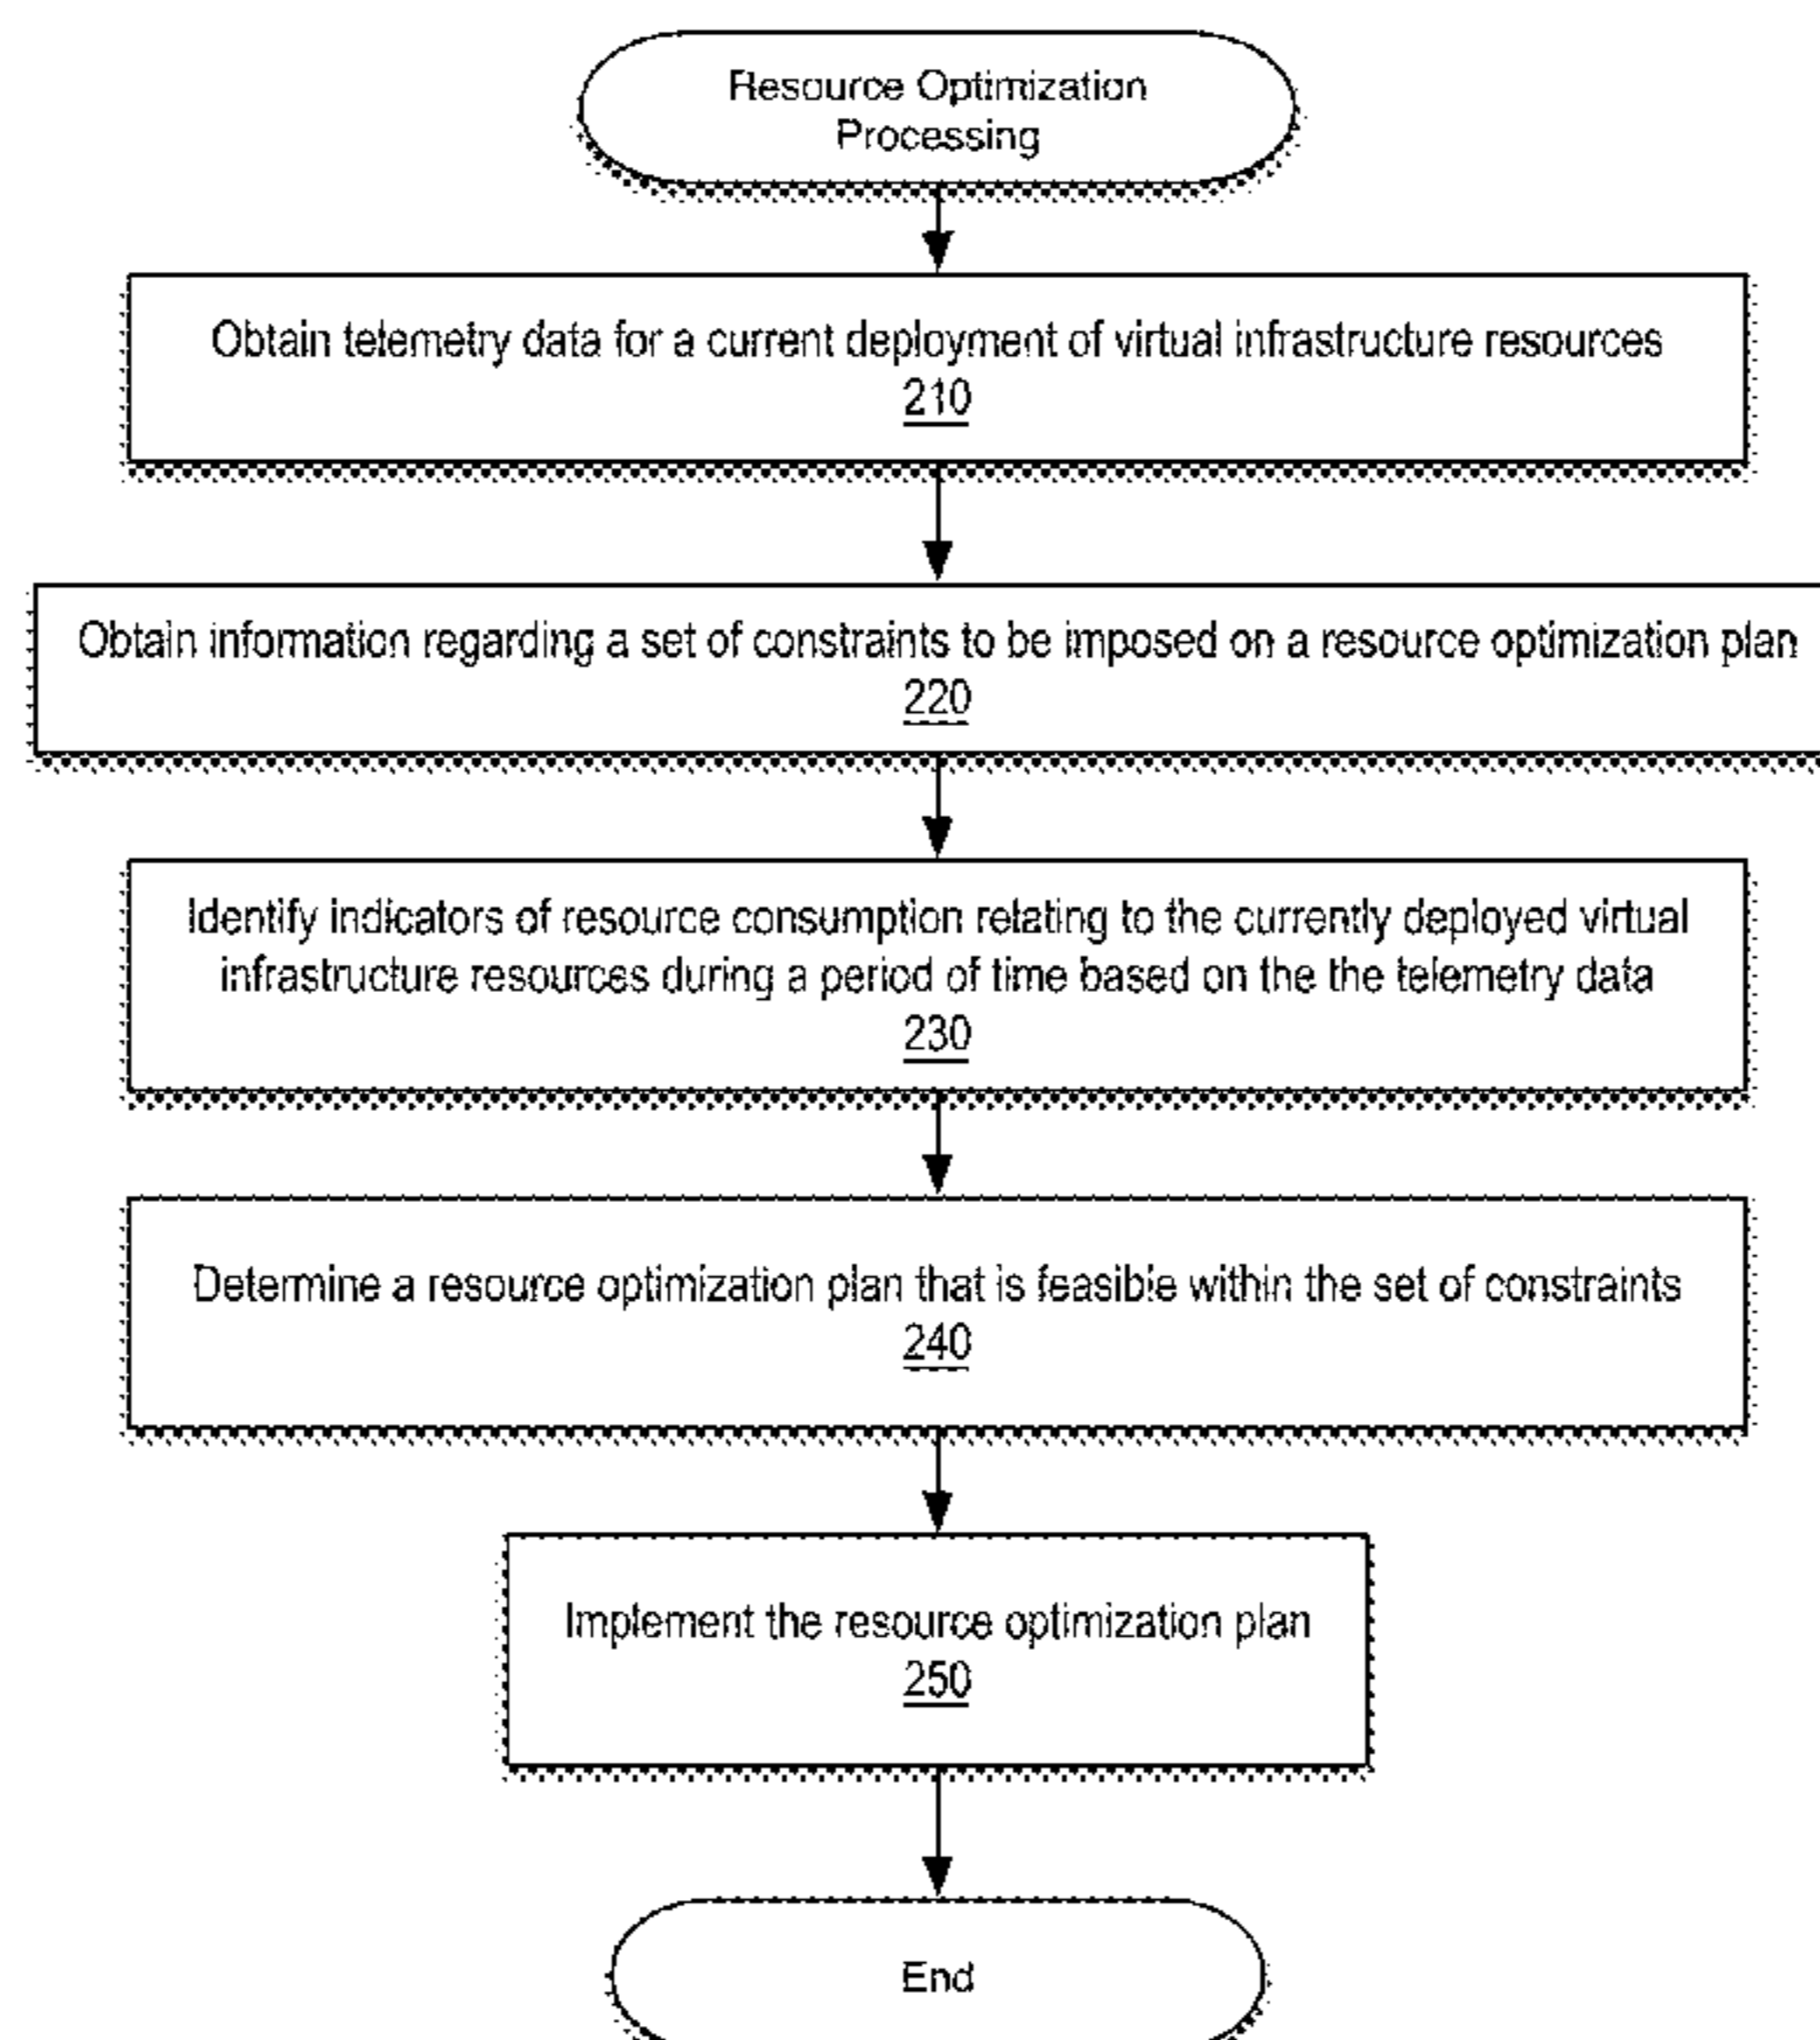 Resource Optimization
Processing
Obtain telemetry data for a current deployment of virtual infrastructure resources
210
Obtain information regarding a set of constraints to be imposed on a resource optimization plan
220
Identify indicators of resource consumption relating to the currently deployed virtual
infrastructure resources during a period of time based on the the telemetry data
230
Determine a resource optimization plan that is feasible within the set of constraints
240
Implement the resource optimization plan
250
End